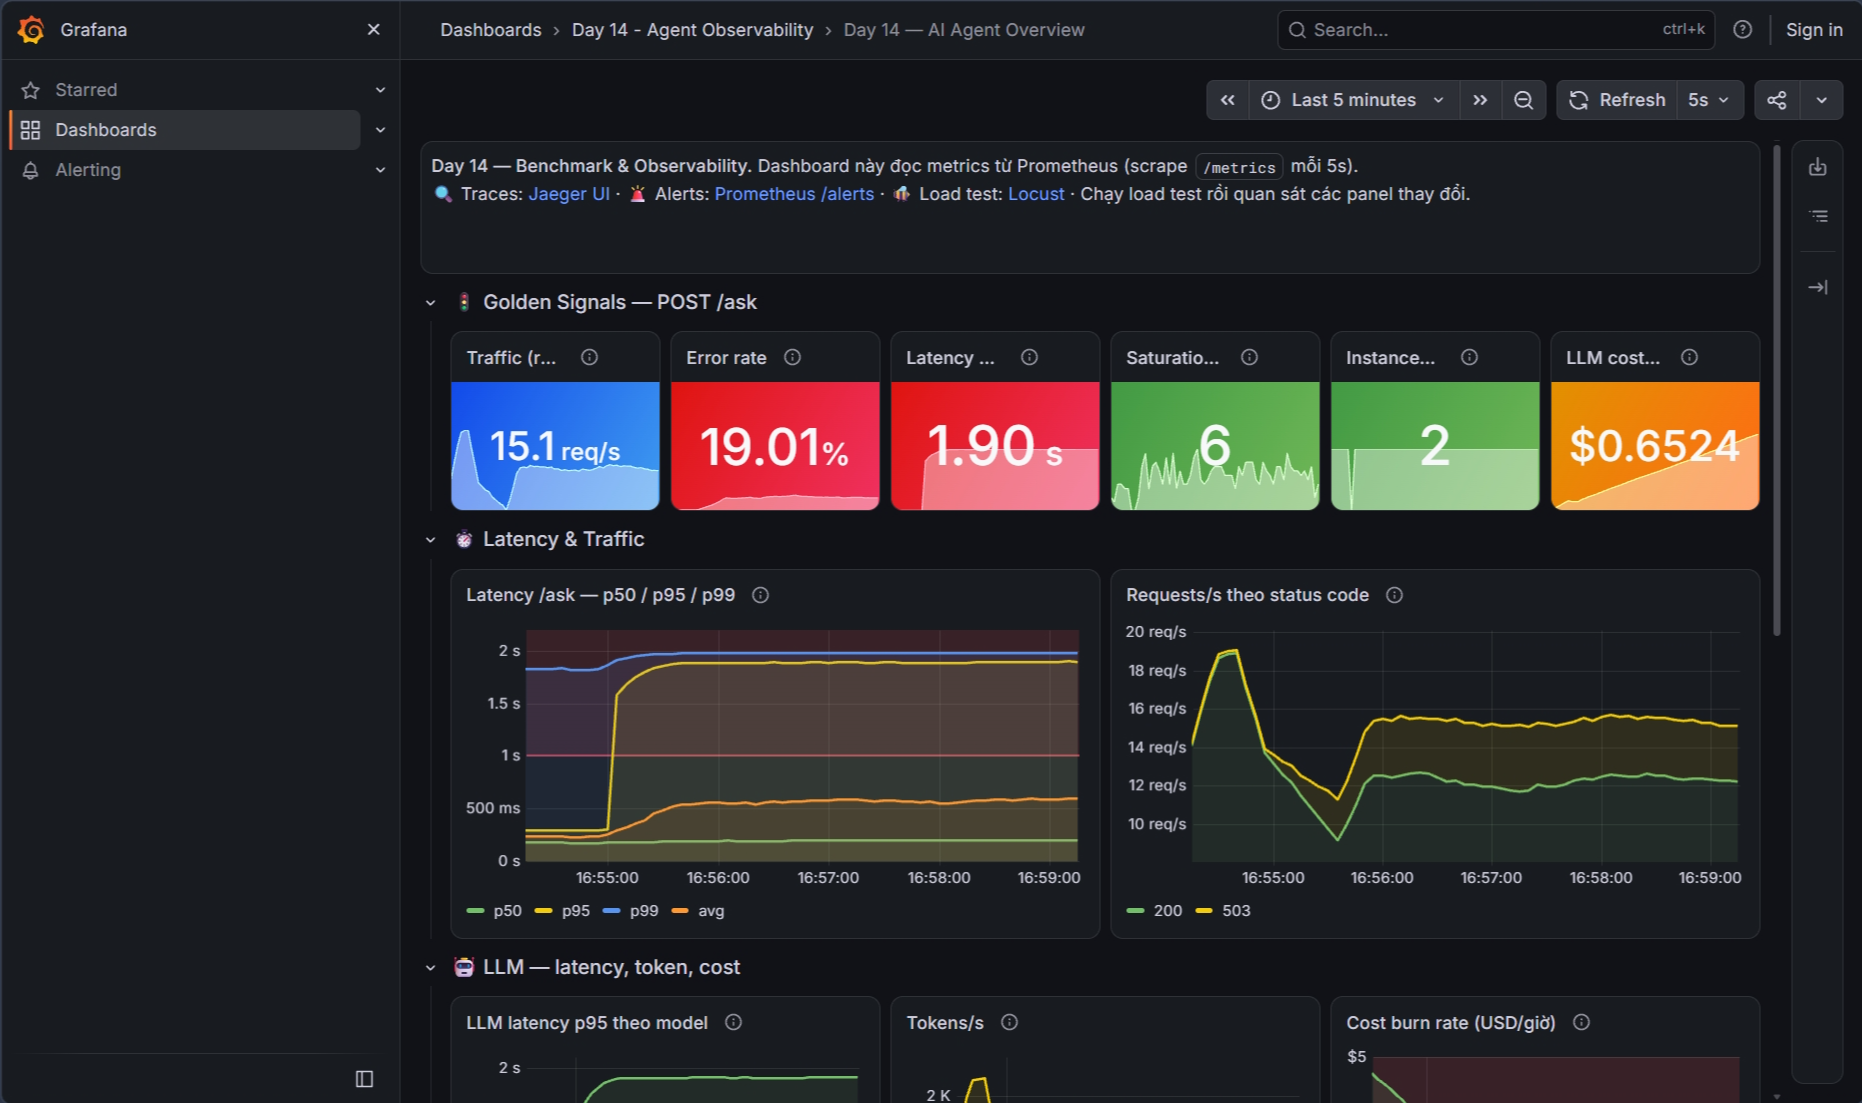 Grafana
Dashboards › Day 14 - Agent Observability › Day 14 — AI Agent Overview
Search...
ctrl+k
Sign in
Starred
Dashboards
Alerting
Last 5 minutes
Refresh
5s
Day 14 — Benchmark & Observability. Dashboard này đọc metrics từ Prometheus (scrape /metrics mỗi 5s).
Traces: Jaeger UI · Alerts: Prometheus /alerts · Load test: Locust · Chạy load test rồi quan sát các panel thay đổi.
Golden Signals — POST /ask
Traffic (r...
Error rate
Latency ...
Saturatio...
Instance...
LLM cost...
15.1 req/s
19.01%
1.90 s
6
2
$0.6524
Latency & Traffic
Latency /ask — p50 / p95 / p99
2 s
1.5 s
1 s
500 ms
0 s
16:55:00
16:56:00
16:57:00
16:58:00
16:59:00
p50
p95
p99
avg
Requests/s theo status code
20 req/s
18 req/s
16 req/s
14 req/s
12 req/s
10 req/s
16:55:00
16:56:00
16:57:00
16:58:00
16:59:00
200
503
LLM — latency, token, cost
LLM latency p95 theo model
2 s
Tokens/s
2 K
Cost burn rate (USD/giờ)
$5